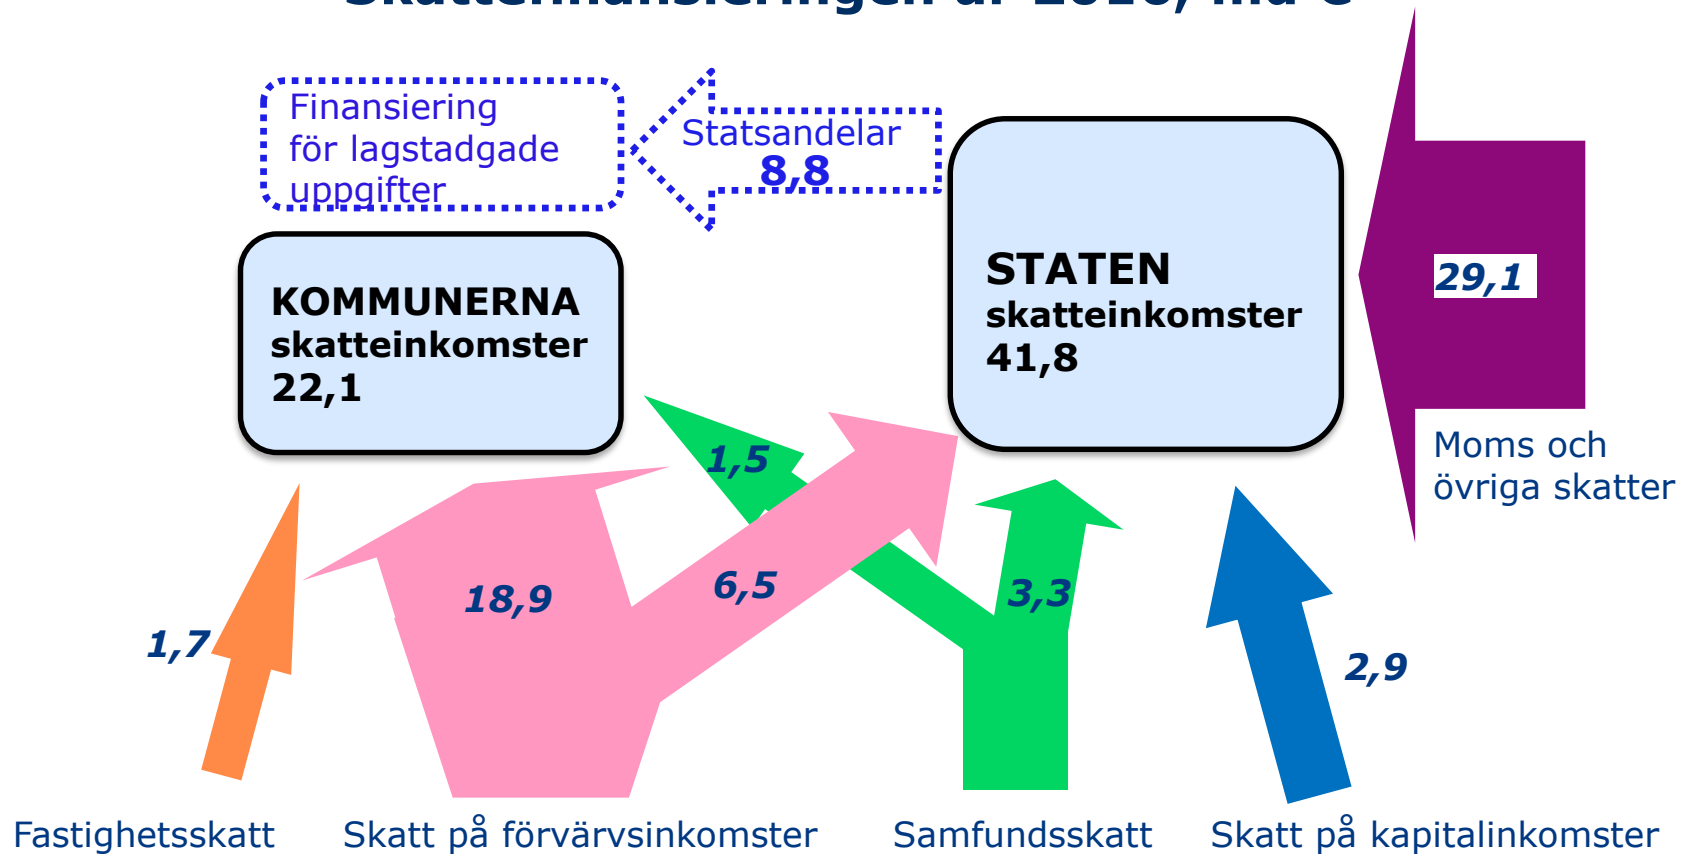 Finansiering
för lagstadgade
uppgifter
Statsandelar
8,8
KOMMUNERNA
skatteinkomster
22,1
STATEN
skatteinkomster
41,8
29,1
Moms och
övriga skatter
1,5
1,7
18,9
6,5
3,3
2,9
Fastighetsskatt
Skatt på förvärvsinkomster
Samfundsskatt
Skatt på kapitalinkomster